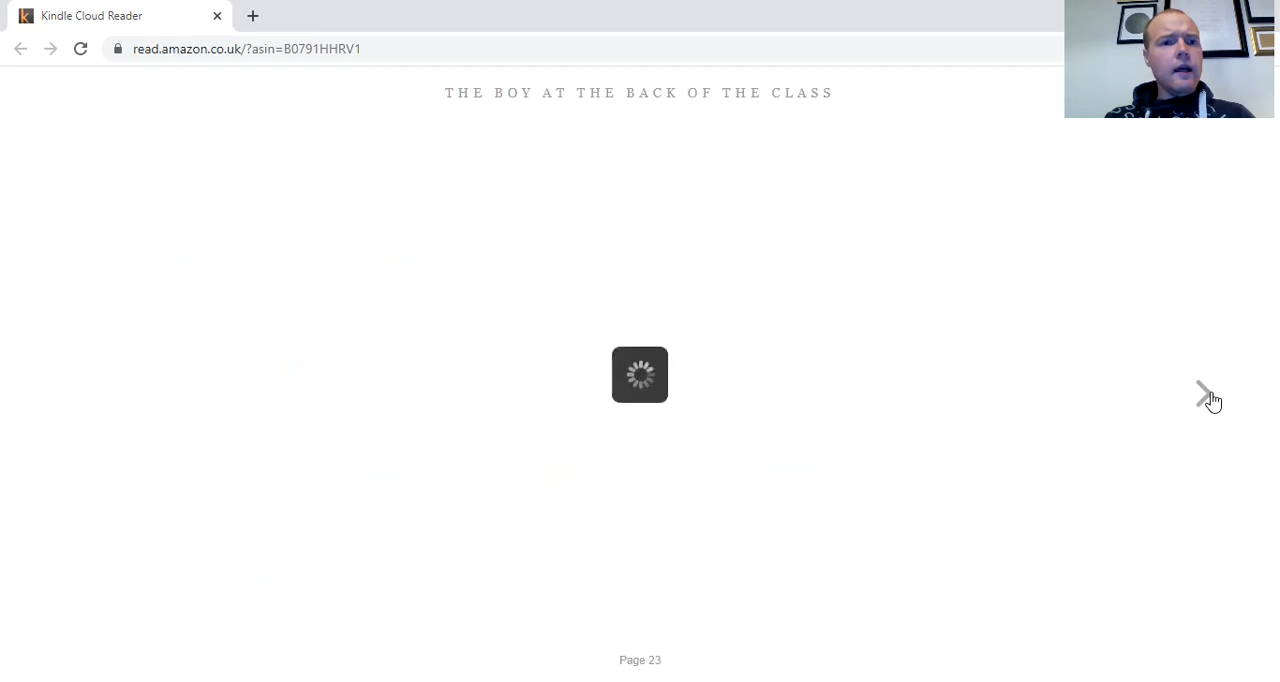 Kindle Cloud Reader
read.amazon.co.uk/?asin=B0791HHRV1
THE BOY AT THE BACK OF THE CLASS
Page 23